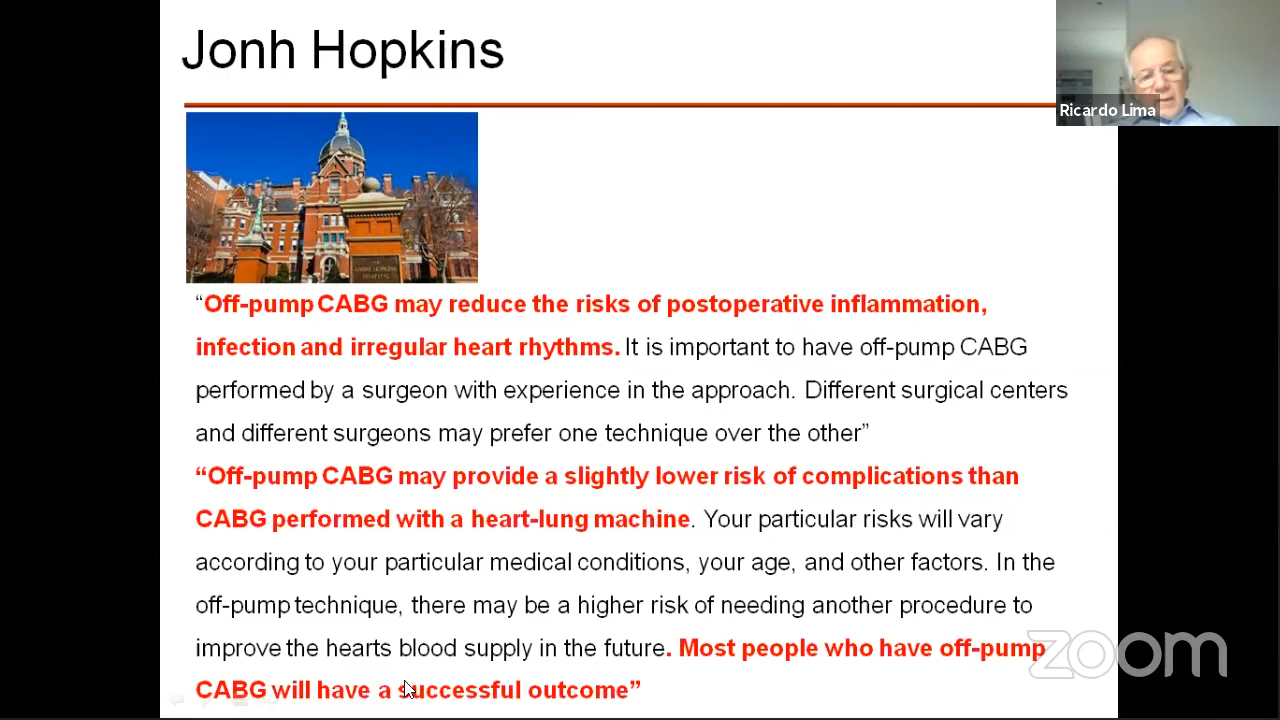 Jonh Hopkins
Ricardo Lima
“Off-pump CABG may reduce the risks of postoperative inflammation,
infection and irregular heart rhythms. It is important to have off-pump CABG
performed by a surgeon with experience in the approach. Different surgical centers
and different surgeons may prefer one technique over the other”
“Off-pump CABG may provide a slightly lower risk of complications than
CABG performed with a heart-lung machine. Your particular risks will vary
according to your particular medical conditions, your age, and other factors. In the
off-pump technique, there may be a higher risk of needing another procedure to
improve the hearts blood supply in the future. Most people who have off-pump
CABG will have a successful outcome”
zoom